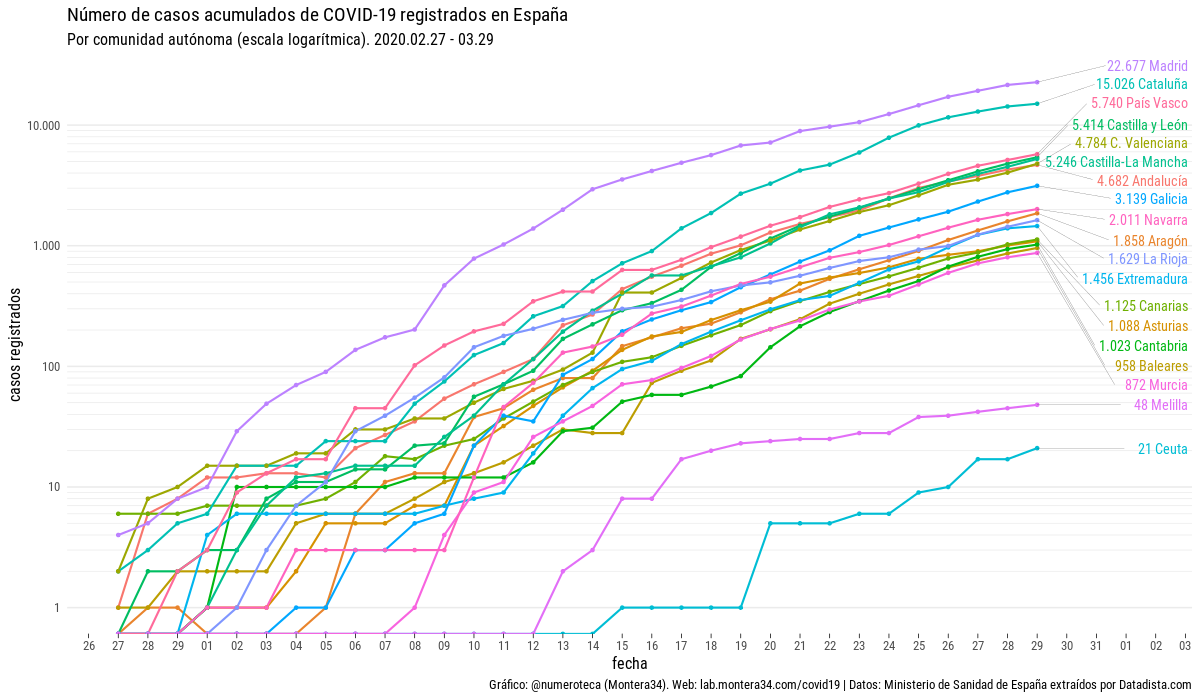 Número de casos acumulados de COVID-19 registrados en España
Por comunidad autónoma (escala logarítmica). 2020.02.27 - 03.29
casos registrados
10.000
1.000
100
10
1
22.677 Madrid
15.026 Cataluña
5.740 País Vasco
5.414 Castilla y León
4.784 C. Valenciana
5.246 Castilla-La Mancha
4.682 Andalucía
3.139 Galicia
2.011 Navarra
1.858 Aragón
1.629 La Rioja
1.456 Extremadura
1.125 Canarias
1.088 Asturias
1.023 Cantabria
958 Baleares
872 Murcia
48 Melilla
21 Ceuta
26 27 28 29 01 02 03 04 05 06 07 08 09 10 11 12 13 14 15 16 17 18 19 20 21 22 23 24 25 26 27 28 29 30 31 01 02 03
fecha
Gráfico: @numeroteca (Montera34). Web: lab.montera34.com/covid19 | Datos: Ministerio de Sanidad de España extraídos por Datadista.com